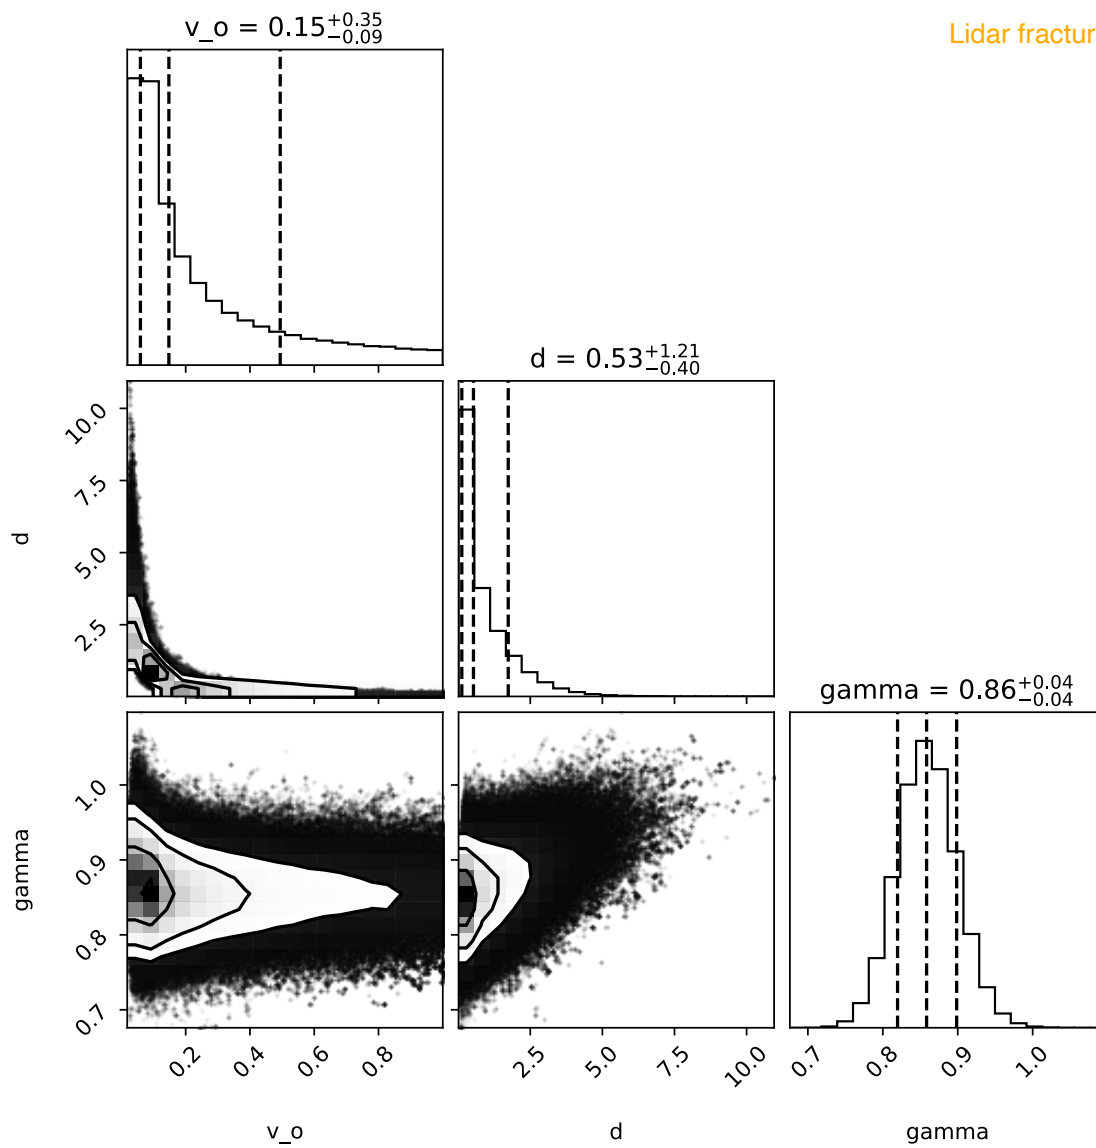 v_o = 0.15 +0.35 −0.09
Lidar fractur
d = 0.53 +1.21 −0.40
10.0
7.5
5.0
2.5
d
gamma = 0.86 +0.04 −0.04
1.0
0.9
0.8
0.7
gamma
0.2 0.4 0.6 0.8
2.5 5.0 7.5 10.0
0.7 0.8 0.9 1.0
v_o d gamma